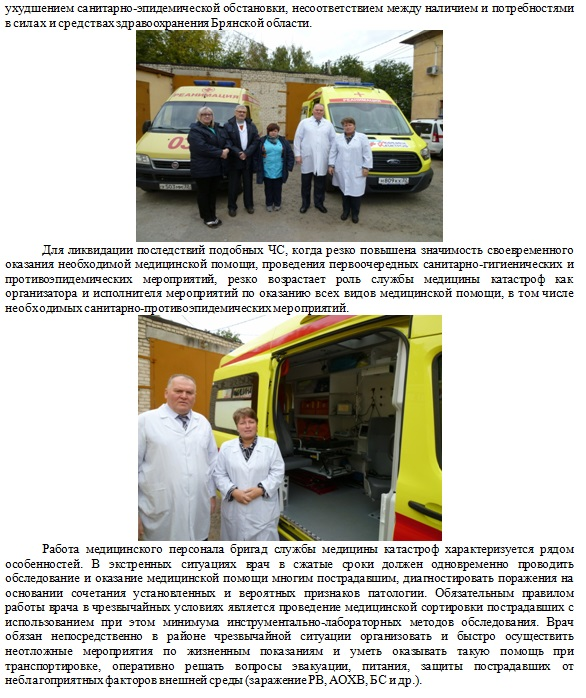 ухудшением санитарно-эпидемической обстановки, несоответствием между наличием и потребностями
в силах и средствах здравоохранения Брянской области.
РЕАНИМАЦИЯ
03
Для ликвидации последствий подобных ЧС, когда резко повышена значимость своевременного
оказания необходимой медицинской помощи, проведения первоочередных санитарно-гигиенических и
противоэпидемических мероприятий, резко возрастает роль службы медицины катастроф как
организатора и исполнителя мероприятий по оказанию всех видов медицинской помощи, в том числе
необходимых санитарно-противоэпидемических мероприятий.
Работа медицинского персонала бригад службы медицины катастроф характеризуется рядом
особенностей. В экстренных ситуациях врач в сжатые сроки должен одновременно проводить
обследование и оказание медицинской помощи многим пострадавшим, диагностировать поражения на
основании сочетания установленных и вероятных признаков патологии. Обязательным правилом
работы врача в чрезвычайных условиях является проведение медицинской сортировки пострадавших с
использованием при этом минимума инструментально-лабораторных методов обследования. Врач
обязан непосредственно в районе чрезвычайной ситуации организовать и быстро осуществить
неотложные мероприятия по жизненным показаниям и уметь оказывать такую помощь при
транспортировке, оперативно решать вопросы эвакуации, питания, защиты пострадавших от
неблагоприятных факторов внешней среды (заражение РВ, АОХВ, БС и др.).